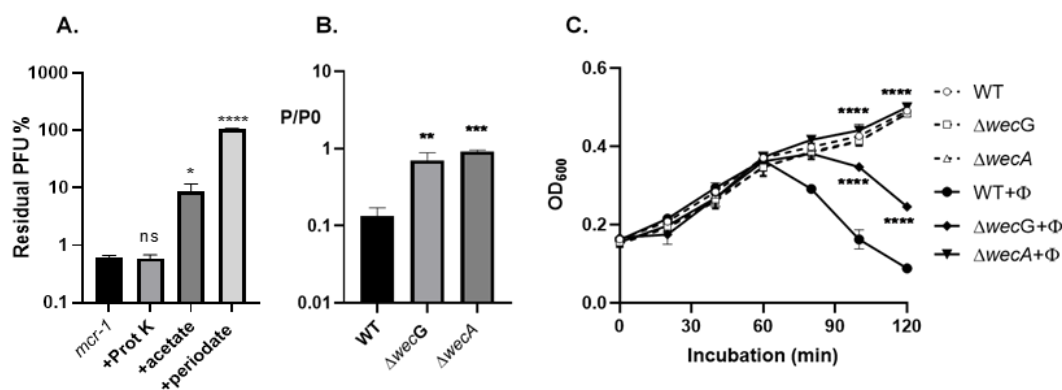 A.
Residual PFU %
1000
100
10
1
0.1
ns
*
****
mcr-1
+Prot K
+acetate
+periodate
B.
P/P0
10
1
0.1
0.01
**
***
WT
ΔwecG
ΔwecA
C.
OD600
0.6
0.4
0.2
0.0
0
30
60
90
120
Incubation (min)
****
****
****
****
WT
ΔwecG
ΔwecA
WT+Φ
ΔwecG+Φ
ΔwecA+Φ